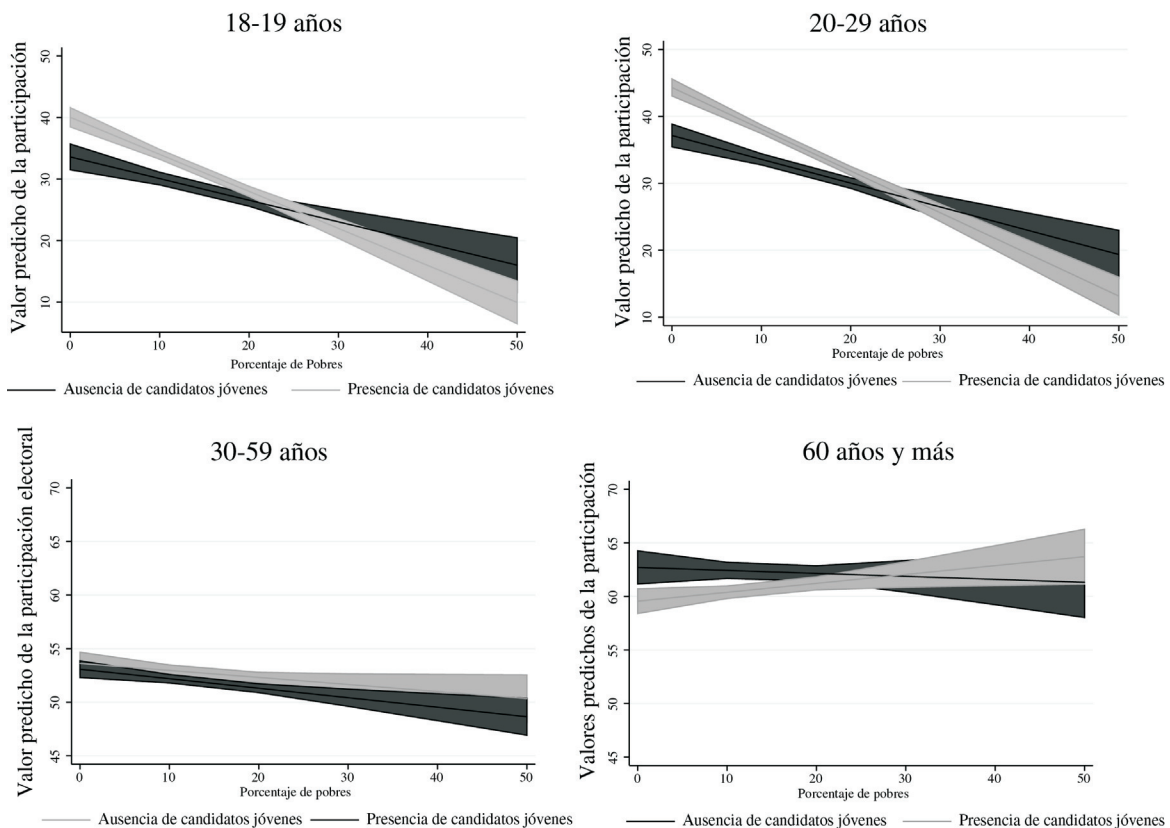 18-19 años
Valor predicho de la participación
50
40
30
20
10
0 10 20 30 40 50
Porcentaje de Pobres
Ausencia de candidatos jóvenes Presencia de candidatos jóvenes
20-29 años
Valor predicho de la participación
50
40
30
20
10
0 10 20 30 40 50
Porcentaje de pobres
Ausencia de candidatos jóvenes Presencia de candidatos jóvenes
30-59 años
Valor predicho de la participación electoral
70
65
60
55
50
45
0 10 20 30 40 50
Porcentaje de pobres
Ausencia de candidatos jóvenes Presencia de candidatos jóvenes
60 años y más
Valores predichos de la participación
70
65
60
55
50
45
0 10 20 30 40 50
Porcentaje de pobres
Ausencia de candidatos jóvenes Presencia de candidatos jóvenes